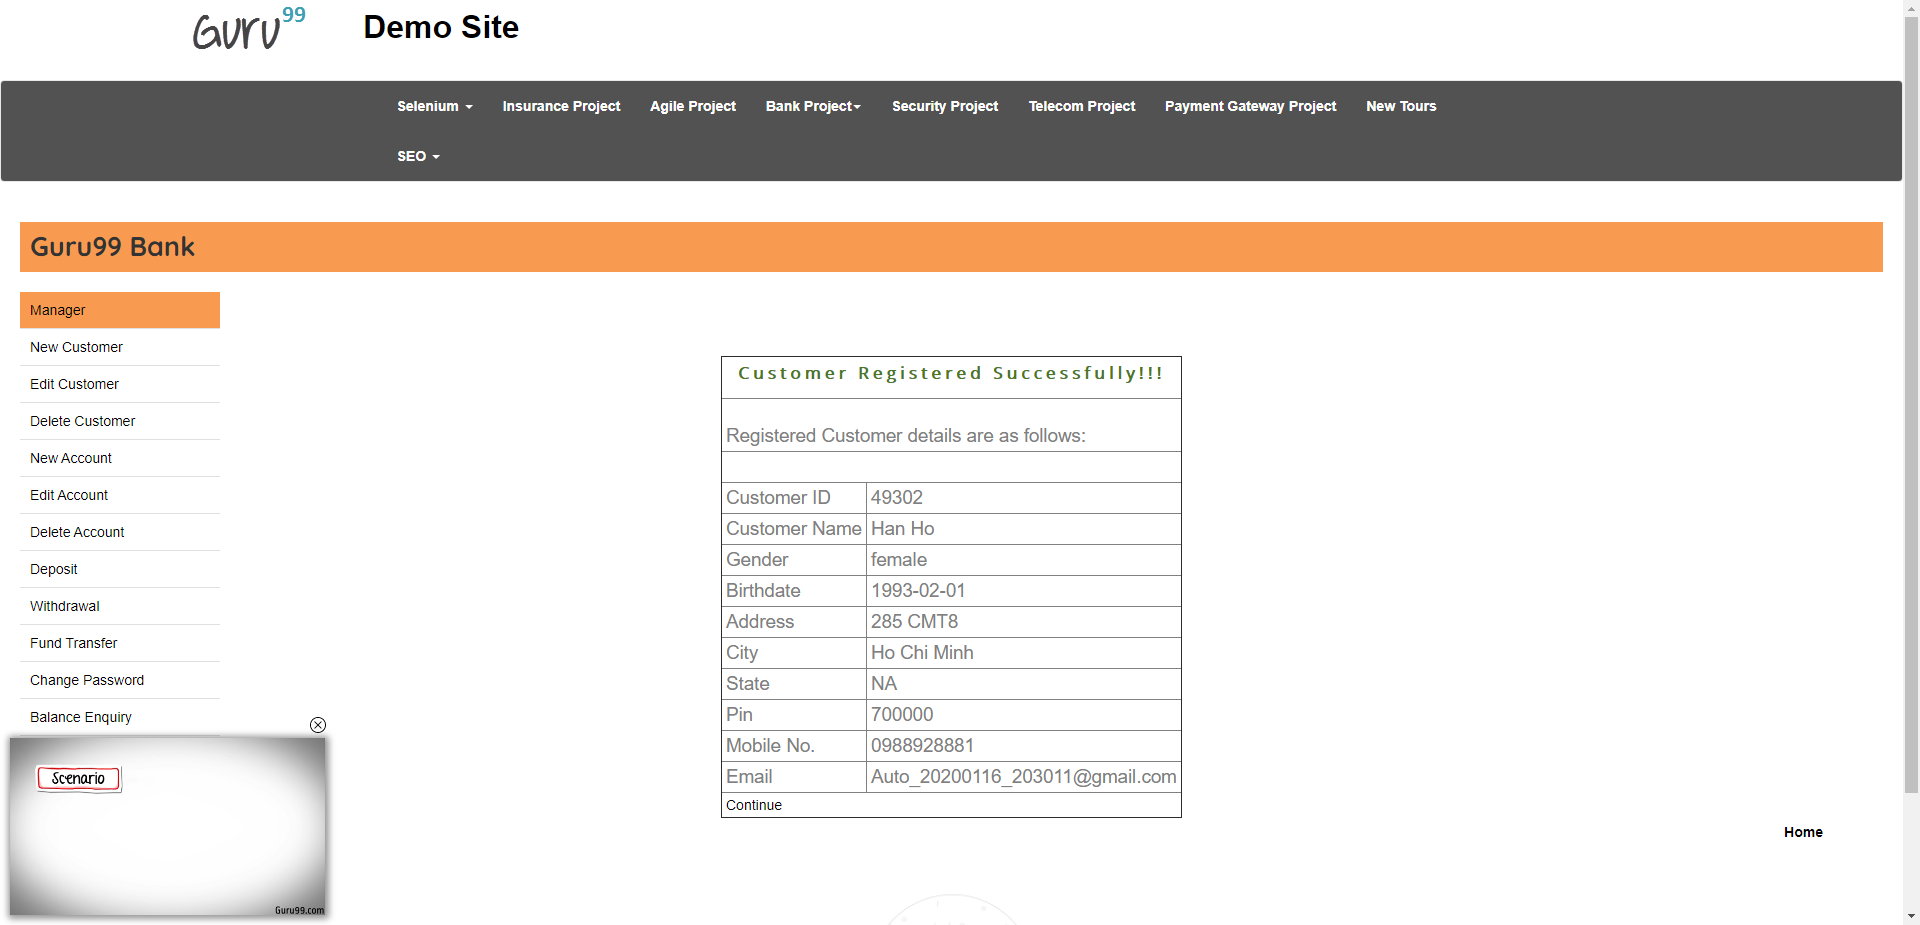 Guru99 Demo Site
Selenium Insurance Project Agile Project Bank Project Security Project Telecom Project Payment Gateway Project New Tours
SEO
Guru99 Bank
Manager
New Customer
Edit Customer
Delete Customer
New Account
Edit Account
Delete Account
Deposit
Withdrawal
Fund Transfer
Change Password
Balance Enquiry
Customer Registered Successfully!!!
Registered Customer details are as follows:
Customer ID 49302
Customer Name Han Ho
Gender female
Birthdate 1993-02-01
Address 285 CMT8
City Ho Chi Minh
State NA
Pin 700000
Mobile No. 0988928881
Email Auto_20200116_203011@gmail.com
Continue
Home
Scenario
Guru99.com